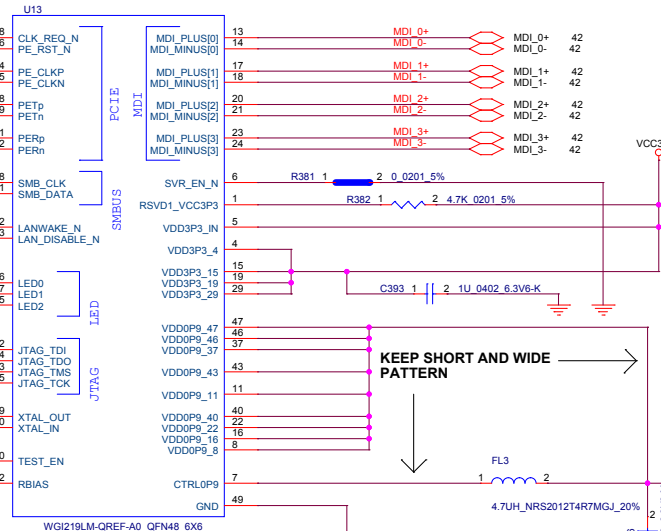 U13
CLK_REQ_N MDI_PLUS[0] 13 MDI_0+ MDI_0+ 42
PE_RST_N MDI_MINUS[0] 14 MDI_0- MDI_0- 42
PE_CLKP MDI_PLUS[1] 17 MDI_1+ MDI_1+ 42
PE_CLKN MDI_MINUS[1] 18 MDI_1- MDI_1- 42
PCIE MDI
PETp MDI_PLUS[2] 20 MDI_2+ MDI_2+ 42
PETn MDI_MINUS[2] 21 MDI_2- MDI_2- 42
PERp MDI_PLUS[3] 23 MDI_3+ MDI_3+ 42
PERn MDI_MINUS[3] 24 MDI_3- MDI_3- 42
VCC3
SMB_CLK SVR_EN_N 6 R381 1 2 0_0201_5%
SMB_DATA
SMBUS
RSVD1_VCC3P3 1 R382 1 2 4.7K_0201_5%
LANWAKE_N VDD3P3_IN 5
LAN_DISABLE_N
VDD3P3_4 4
VDD3P3_15 15
LED0 VDD3P3_19 19
LED1 VDD3P3_29 29 C393 1 2 1U_0402_6.3V6-K
LED2
LED
VDD0P9_47 47
VDD0P9_46 46
JTAG_TDI VDD0P9_37 37
JTAG_TDO
KEEP SHORT AND WIDE
PATTERN
JTAG_TMS VDD0P9_43 43
JTAG_TCK
JTAG
VDD0P9_11 11
XTAL_OUT VDD0P9_40 40
XTAL_IN VDD0P9_22 22
VDD0P9_16 16
VDD0P9_8 8
TEST_EN
FL3
RBIAS CTRL0P9 7 1 2
GND 49 4.7UH_NRS2012T4R7MGJ_20%
2
WGI219LM-QREF-A0_QFN48_6X6